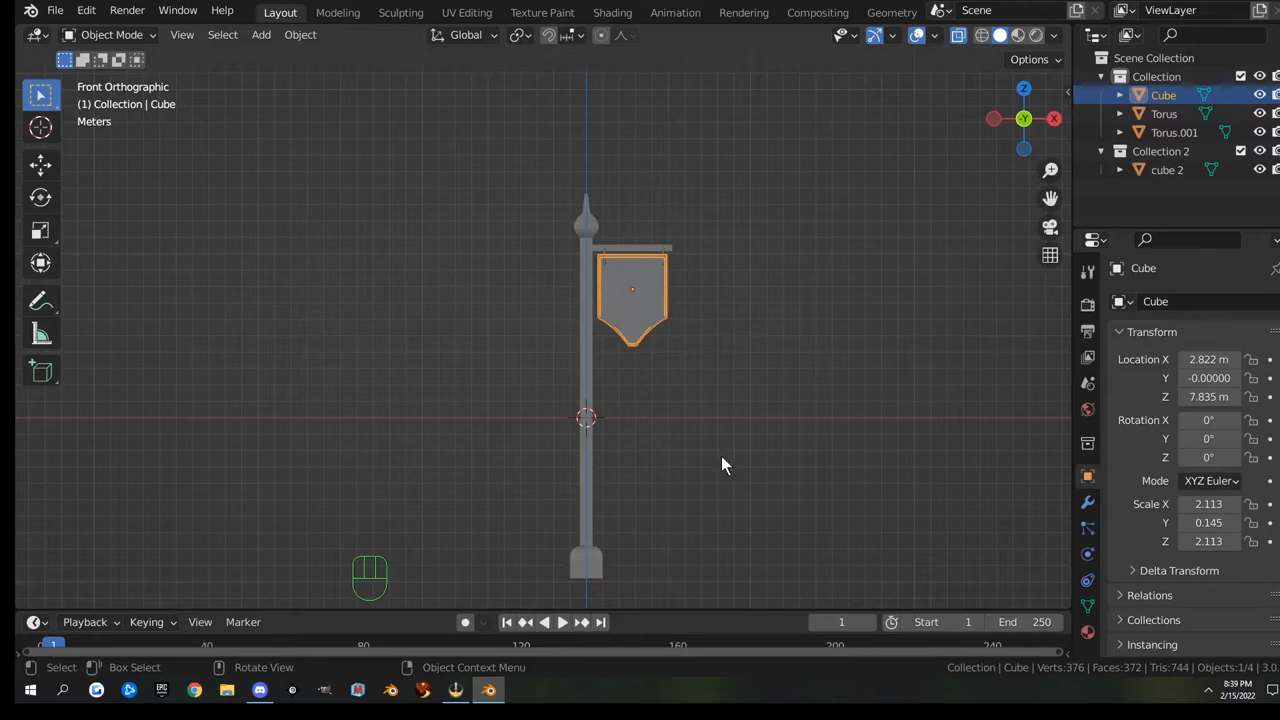 File Edit Render Window Help Layout Modeling Sculpting UV Editing Texture Paint Shading Animation Rendering Compositing Geometry Scene ViewLayer
Object Mode View Select Add Object Global
Options
Front Orthographic
(1) Collection | Cube
Meters
Z
-Y
X
Scene Collection
Collection
Cube
Torus
Torus.001
Collection 2
cube 2
Cube
Cube
Transform
Location X 2.822 m
Y -0.00000
Z 7.835 m
Rotation X 0°
Y 0°
Z 0°
Mode XYZ Euler
Scale X 2.113
Y 0.145
Z 2.113
Delta Transform
Relations
Collections
Instancing
Playback Keying View Marker 1 Start 1 End 250
1 40 80 120 160 200 240
Select Box Select Rotate View Object Context Menu Collection | Cube | Verts:376 | Faces:372 | Tris:744 | Objects:1/4 | 3.0
8:39 PM
2/15/2022